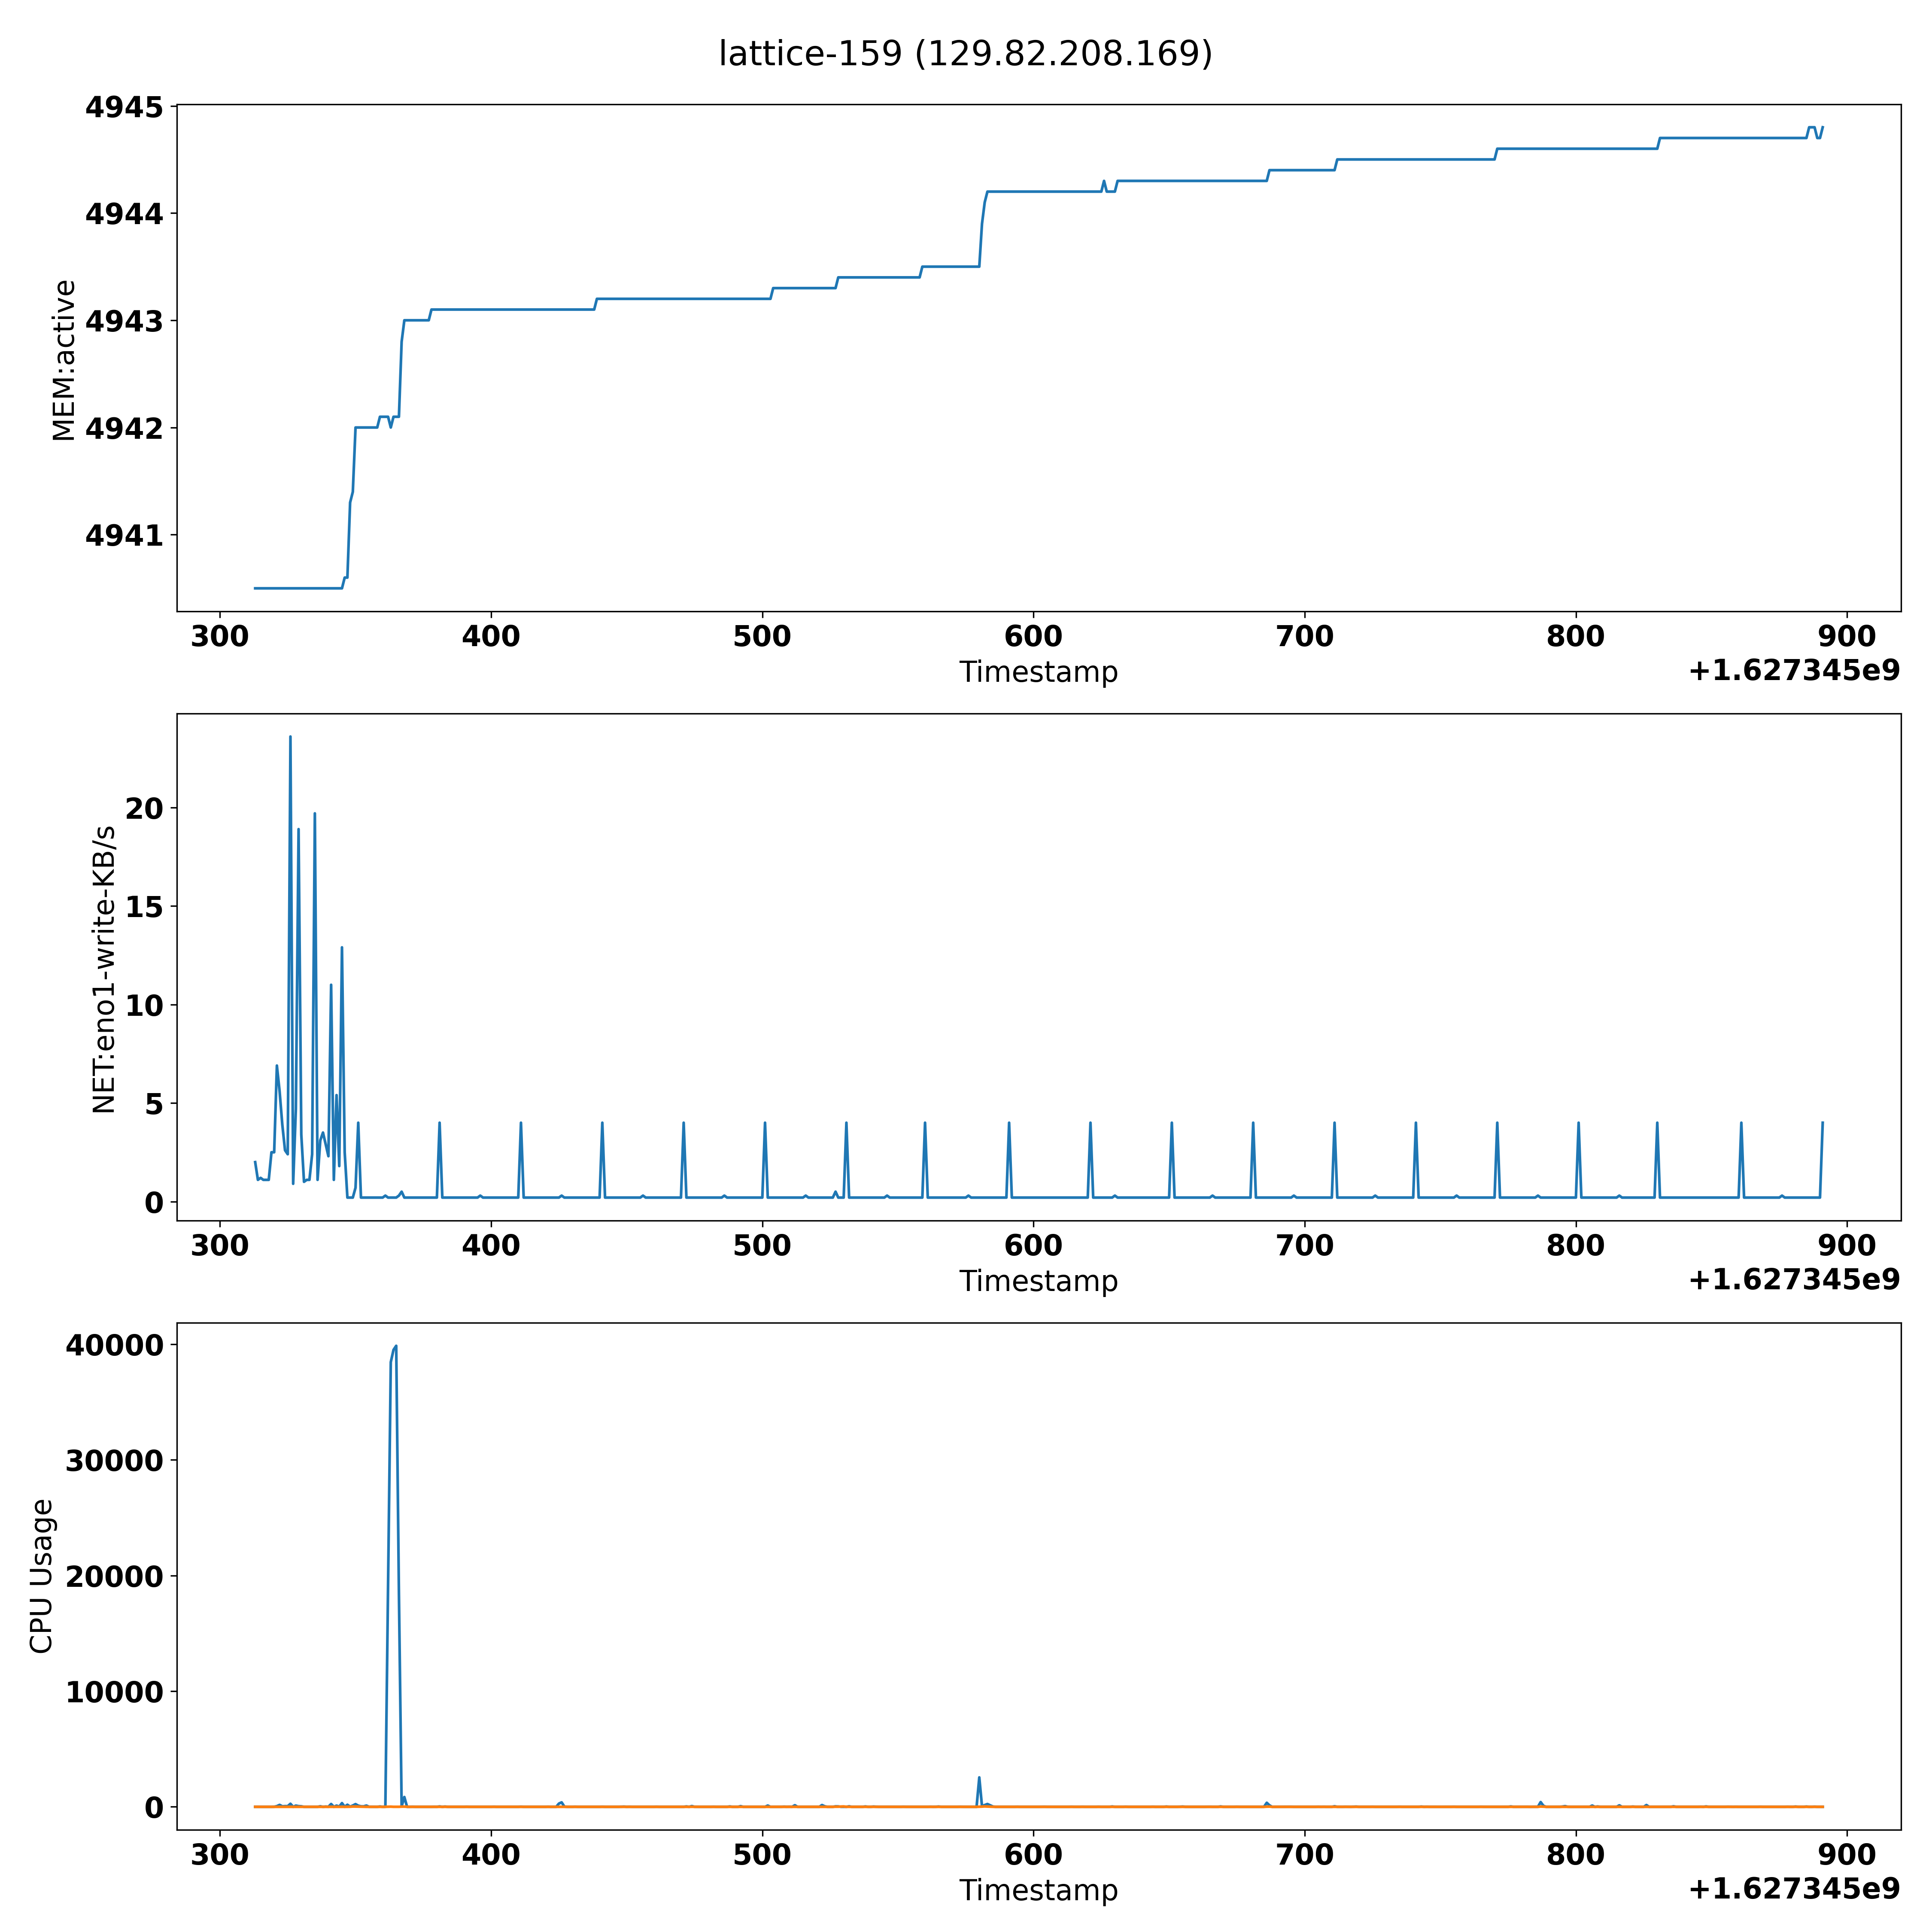 lattice-159 (129.82.208.169)
4945
4944
4943
4942
4941
MEM:active
300 400 500 600 700 800 900
Timestamp
+1.627345e9
20
15
10
5
0
NET:eno1-write-KB/s
300 400 500 600 700 800 900
Timestamp
+1.627345e9
40000
30000
20000
10000
0
CPU Usage
300 400 500 600 700 800 900
Timestamp
+1.627345e9